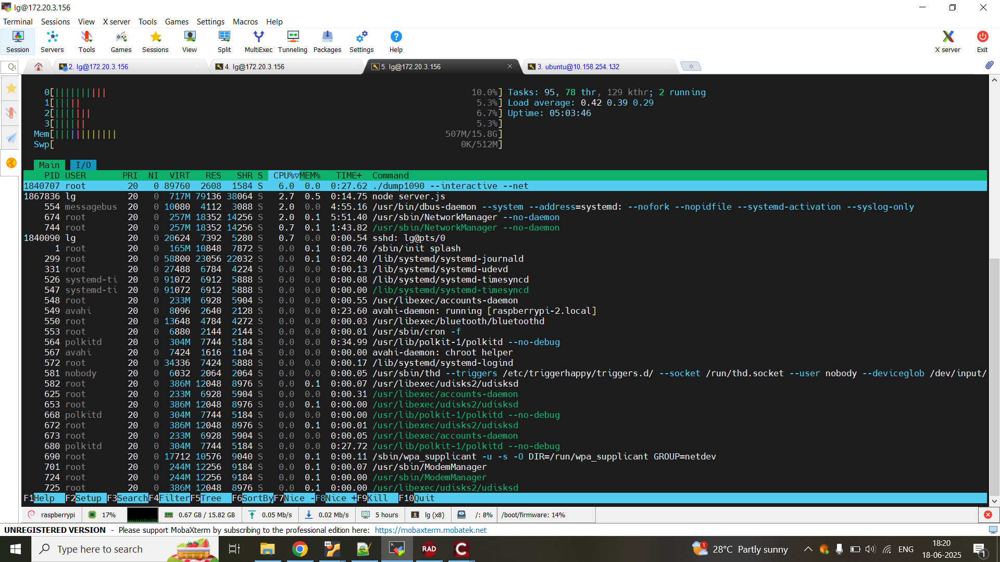 lg@172.20.3.156
Terminal Sessions View X server Tools Games Settings Macros Help
Session Servers Tools Games Sessions View Split MultiExec Tunneling Packages Settings Help X server Exit
2. lg@172.20.3.156 4. lg@172.20.3.156 5. lg@172.20.3.156 3. ubuntu@10.158.254.132
0[|||||||||| 10.0%] Tasks: 95, 78 thr, 129 kthr; 2 running
1[||||| 5.3%] Load average: 0.42 0.39 0.29
2[||||||| 6.7%] Uptime: 05:03:46
3[|||||| 5.3%]
Mem[|||||||||||| 507M/15.8G]
Swp[ 0K/512M]
Main I/O
PID USER PRI NI VIRT RES SHR S CPU%▽MEM% TIME+ Command
1840707 root 20 0 89760 2608 1584 S 6.0 0.0 0:27.62 ./dump1090 --interactive --net
1867836 lg 20 0 717M 79136 38064 S 2.7 0.5 0:14.75 node server.js
554 messagebus 20 0 10080 4112 3088 S 2.0 0.0 4:55.16 /usr/bin/dbus-daemon --system --address=systemd: --nofork --nopidfile --systemd-activation --syslog-only
674 root 20 0 257M 18352 14256 S 2.0 0.1 5:51.40 /usr/sbin/NetworkManager --no-daemon
744 root 20 0 257M 18352 14256 S 0.7 0.1 1:43.82 /usr/sbin/NetworkManager --no-daemon
1840090 lg 20 0 20624 7392 5280 S 0.7 0.0 0:00.54 sshd: lg@pts/0
1 root 20 0 165M 10848 7872 S 0.0 0.1 0:00.76 /sbin/init splash
299 root 20 0 58800 23056 22032 S 0.0 0.1 0:02.40 /lib/systemd/systemd-journald
331 root 20 0 27488 6784 4224 S 0.0 0.0 0:00.13 /lib/systemd/systemd-udevd
526 systemd-ti 20 0 91072 6912 5888 S 0.0 0.0 0:00.08 /lib/systemd/systemd-timesyncd
547 systemd-ti 20 0 91072 6912 5888 S 0.0 0.0 0:00.00 /lib/systemd/systemd-timesyncd
548 root 20 0 233M 6928 5904 S 0.0 0.0 0:00.55 /usr/libexec/accounts-daemon
549 avahi 20 0 8096 2640 2128 S 0.0 0.0 0:23.60 avahi-daemon: running [raspberrypi-2.local]
550 root 20 0 13648 4784 4272 S 0.0 0.0 0:00.03 /usr/libexec/bluetooth/bluetoothd
553 root 20 0 6880 2144 2144 S 0.0 0.0 0:00.01 /usr/sbin/cron -f
564 polkitd 20 0 304M 7744 5184 S 0.0 0.0 0:34.99 /usr/lib/polkit-1/polkitd --no-debug
567 avahi 20 0 7424 1616 1104 S 0.0 0.0 0:00.00 avahi-daemon: chroot helper
572 root 20 0 34336 7424 5888 S 0.0 0.0 0:00.17 /lib/systemd/systemd-logind
581 nobody 20 0 6032 2064 2064 S 0.0 0.0 0:00.05 /usr/sbin/thd --triggers /etc/triggerhappy/triggers.d/ --socket /run/thd.socket --user nobody --deviceglob /dev/input/
582 root 20 0 386M 12048 8976 S 0.0 0.1 0:00.07 /usr/libexec/udisks2/udisksd
625 root 20 0 233M 6928 5904 S 0.0 0.0 0:00.31 /usr/libexec/accounts-daemon
653 root 20 0 386M 12048 8976 S 0.0 0.1 0:00.00 /usr/libexec/udisks2/udisksd
668 polkitd 20 0 304M 7744 5184 S 0.0 0.0 0:00.00 /usr/lib/polkit-1/polkitd --no-debug
672 root 20 0 386M 12048 8976 S 0.0 0.1 0:00.01 /usr/libexec/udisks2/udisksd
673 root 20 0 233M 6928 5904 S 0.0 0.0 0:00.05 /usr/libexec/accounts-daemon
680 polkitd 20 0 304M 7744 5184 S 0.0 0.0 0:27.72 /usr/lib/polkit-1/polkitd --no-debug
690 root 20 0 17712 10576 9040 S 0.0 0.1 0:00.11 /sbin/wpa_supplicant -u -s -O DIR=/run/wpa_supplicant GROUP=netdev
701 root 20 0 244M 12256 9184 S 0.0 0.1 0:00.07 /usr/sbin/ModemManager
724 root 20 0 244M 12256 9184 S 0.0 0.1 0:00.00 /usr/sbin/ModemManager
725 root 20 0 386M 12048 8976 S 0.0 0.1 0:00.00 /usr/libexec/udisks2/udisksd
F1Help F2Setup F3SearchF4FilterF5Tree F6SortByF7Nice -F8Nice +F9Kill F10Quit
raspberrypi 17% 0.67 GB / 15.82 GB 0.05 Mb/s 0.02 Mb/s 5 hours lg (x8) /: 8% /boot/firmware: 14%
UNREGISTERED VERSION - Please support MobaXterm by subscribing to the professional edition here: https://mobaxterm.mobatek.net
Type here to search 64 RAD C 1 28°C Partly sunny ENG 18:20
18-06-2025 1